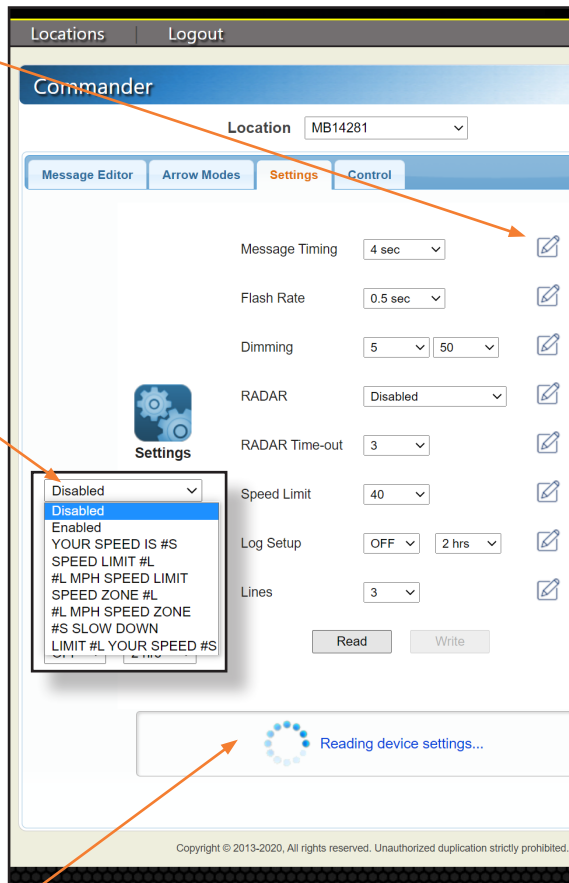 Locations Logout
Commander
Location MB14281
Message Editor Arrow Modes Settings Control
Message Timing 4 sec
Flash Rate 0.5 sec
Dimming 5 50
RADAR Disabled
Settings
RADAR Time-out 3
Speed Limit 40
Log Setup OFF 2 hrs
Lines 3
Read Write
Disabled
Disabled
Enabled
YOUR SPEED IS #S
SPEED LIMIT #L
#L MPH SPEED LIMIT
SPEED ZONE #L
#L MPH SPEED ZONE
#S SLOW DOWN
LIMIT #L YOUR SPEED #S
Reading device settings...
Copyright © 2013-2020, All rights reserved. Unauthorized duplication strictly prohibited.